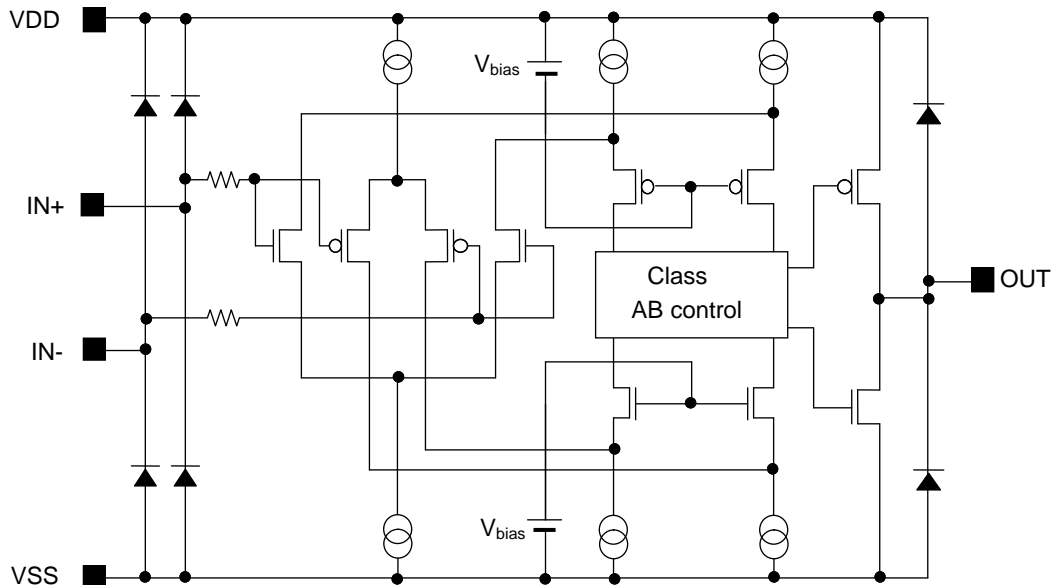 VDD
Vbias
IN+
Class
AB control
OUT
IN-
Vbias
VSS